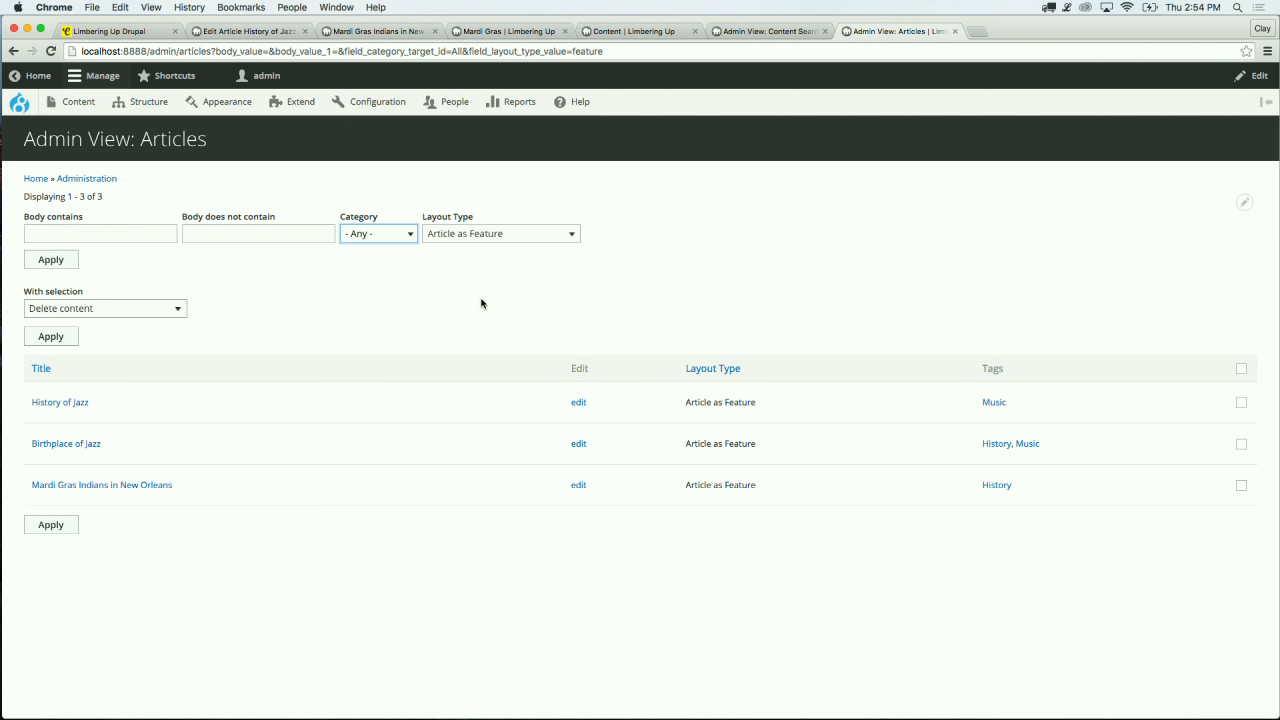 Chrome File Edit View History Bookmarks People Window Help Thu 2:54 PM
Limbering Up Drupal Edit Article History of Jazz Mardi Gras Indians in New Mardi Gras | Limbering Up Content | Limbering Up Admin View: Content Sear Admin View: Articles | Lim Clay
localhost:8888/admin/articles?body_value=&body_value_1=&field_category_target_id=All&field_layout_type_value=feature
Home Manage Shortcuts admin Edit
Content Structure Appearance Extend Configuration People Reports Help
Admin View: Articles
Home » Administration
Displaying 1 - 3 of 3
Body contains Body does not contain Category Layout Type
- Any - Article as Feature
Apply
With selection
Delete content
Apply
Title Edit Layout Type Tags
History of Jazz edit Article as Feature Music
Birthplace of Jazz edit Article as Feature History, Music
Mardi Gras Indians in New Orleans edit Article as Feature History
Apply